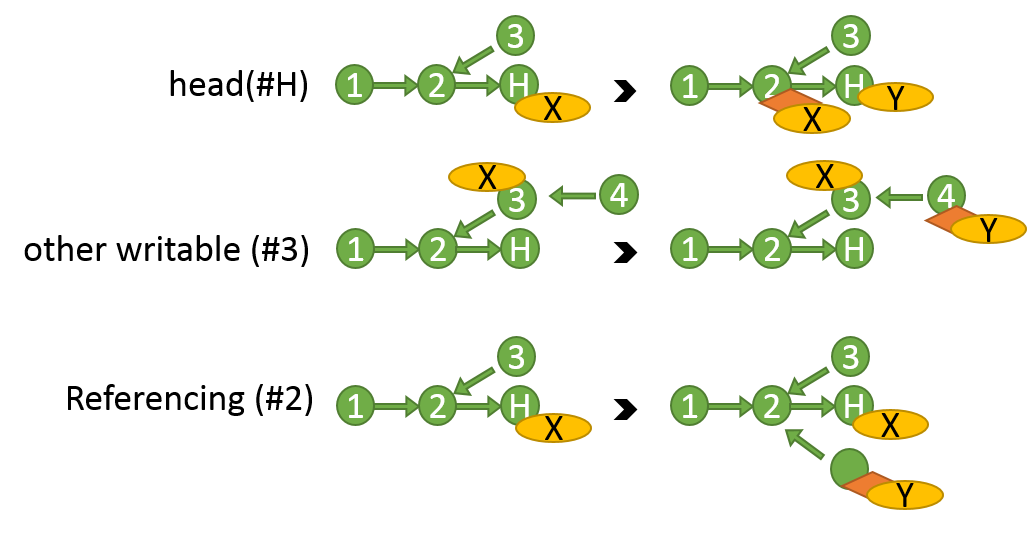 3 3
head(#H) 1 2 H 1 2 H
X X Y
X X
3 4 3 4
Y
other writable (#3) 1 2 H 1 2 H
3 3
Referencing (#2) 1 2 H 1 2 H
X X
Y